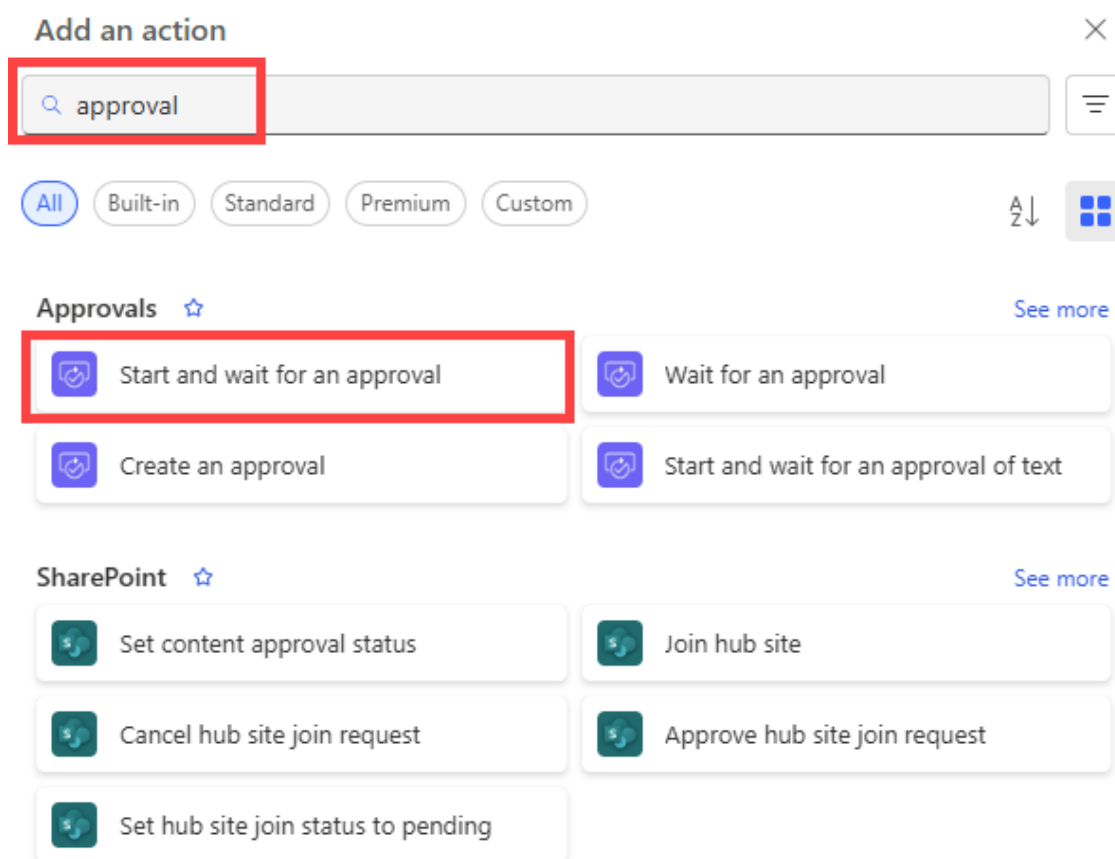 Add an action
approval
All Built-in Standard Premium Custom
Approvals See more
Start and wait for an approval Wait for an approval
Create an approval Start and wait for an approval of text
SharePoint See more
Set content approval status Join hub site
Cancel hub site join request Approve hub site join request
Set hub site join status to pending